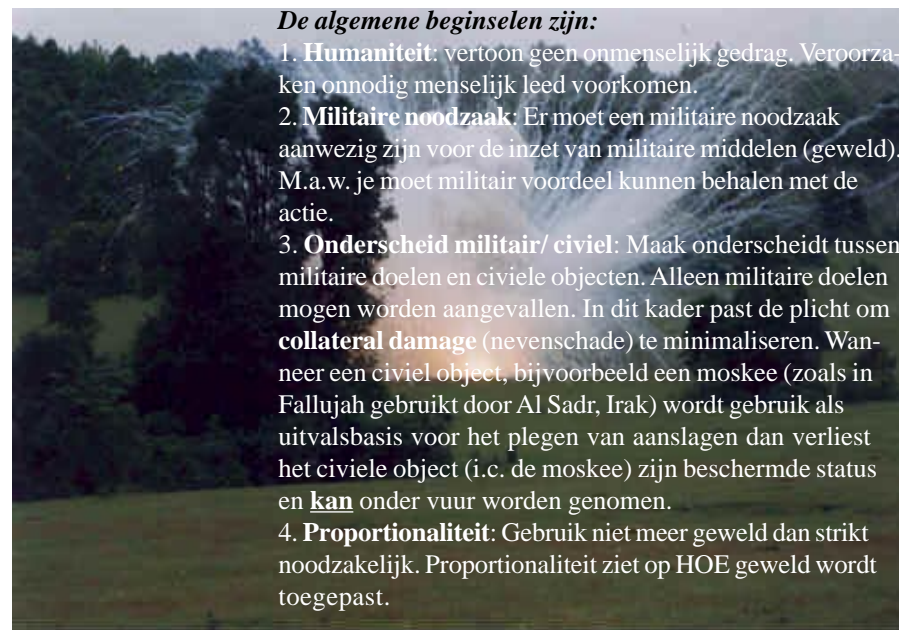 De algemene beginselen zijn:
1. Humaniteit: vertoon geen onmenselijk gedrag. Veroorza-
ken onnodig menselijk leed voorkomen.
2. Militaire noodzaak: Er moet een militaire noodzaak
aanwezig zijn voor de inzet van militaire middelen (geweld).
M.a.w. je moet militair voordeel kunnen behalen met de
actie.
3. Onderscheid militair/ civiel: Maak onderscheidt tussen
militaire doelen en civiele objecten. Alleen militaire doelen
mogen worden aangevallen. In dit kader past de plicht om
collateral damage (nevenschade) te minimaliseren. Wan-
neer een civiel object, bijvoorbeeld een moskee (zoals in
Fallujah gebruikt door Al Sadr, Irak) wordt gebruik als
uitvalsbasis voor het plegen van aanslagen dan verliest
het civiele object (i.c. de moskee) zijn beschermde status
en kan onder vuur worden genomen.
4. Proportionaliteit: Gebruik niet meer geweld dan strikt
noodzakelijk. Proportionaliteit ziet op HOE geweld wordt
toegepast.